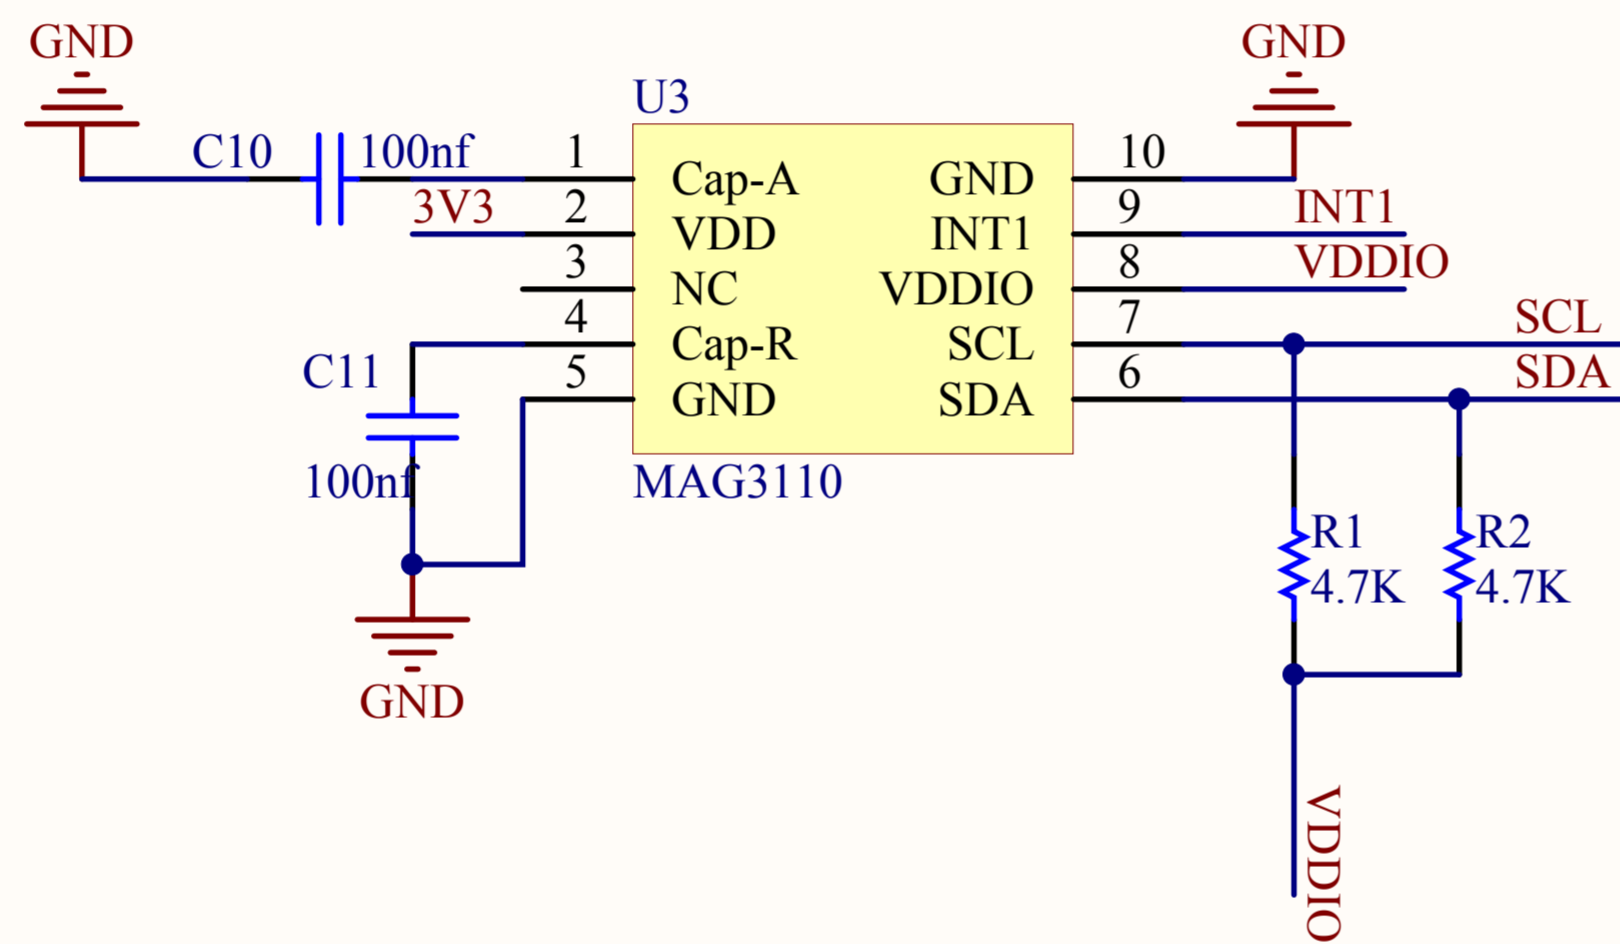 GND
GND
U3
C10 100nf 1 10
Cap-A GND
3V3 2 9 INT1
VDD INT1
3 8 VDDIO
NC VDDIO
4 7 SCL
Cap-R SCL
C11 5 6 SDA
GND SDA
100nf MAG3110
R1 R2
4.7K 4.7K
GND
VDDIO